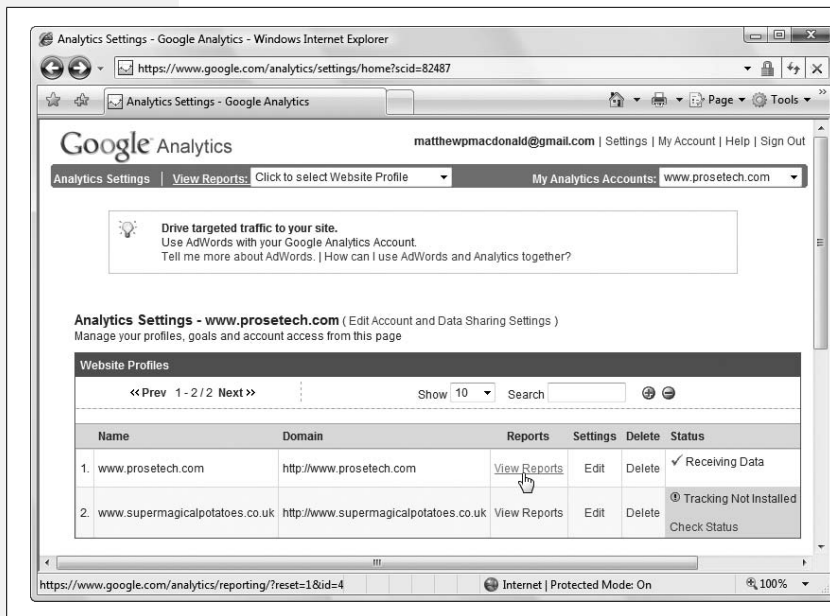 Analytics Settings - Google Analytics - Windows Internet Explorer
https://www.google.com/analytics/settings/home?scid=82487
Analytics Settings - Google Analytics
Page
Tools
Google Analytics
matthewpmacdonald@gmail.com | Settings | My Account | Help | Sign Out
Analytics Settings | View Reports: Click to select Website Profile My Analytics Accounts: www.prosetech.com
Drive targeted traffic to your site.
Use AdWords with your Google Analytics Account.
Tell me more about AdWords. | How can I use AdWords and Analytics together?
Analytics Settings - www.prosetech.com ( Edit Account and Data Sharing Settings )
Manage your profiles, goals and account access from this page
Website Profiles
«Prev 1 - 2 / 2 Next» Show 10 Search
Name Domain Reports Settings Delete Status
1. www.prosetech.com http://www.prosetech.com View Reports Edit Delete ✓ Receiving Data
2. www.supermagicalpotatoes.co.uk http://www.supermagicalpotatoes.co.uk View Reports Edit Delete Tracking Not Installed
Check Status
https://www.google.com/analytics/reporting/?reset=1&id=4 Internet | Protected Mode: On 100%